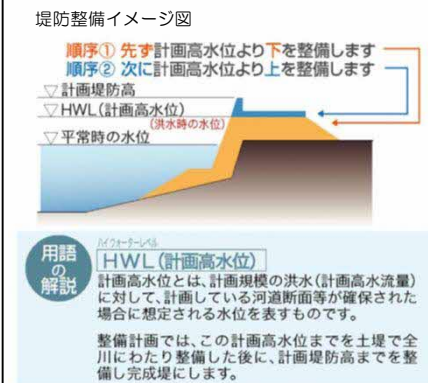 堤防整備イメージ図
順序① 先ず計画高水位より下を整備します
順序② 次に計画高水位より上を整備します
▽計画堤防高
▽HWL(計画高水位)
(洪水時の水位)
▽平常時の水位
用語
の
解説
ハイウォーターレベル
HWL(計画高水位)
計画高水位とは、計画規模の洪水(計画高水流量)
に対して、計画している河道断面等が確保された
場合に想定される水位を表すものです。
整備計画では、この計画高水位までを土堤で全
川にわたり整備した後に、計画堤防高までを整
備し完成堤にします。